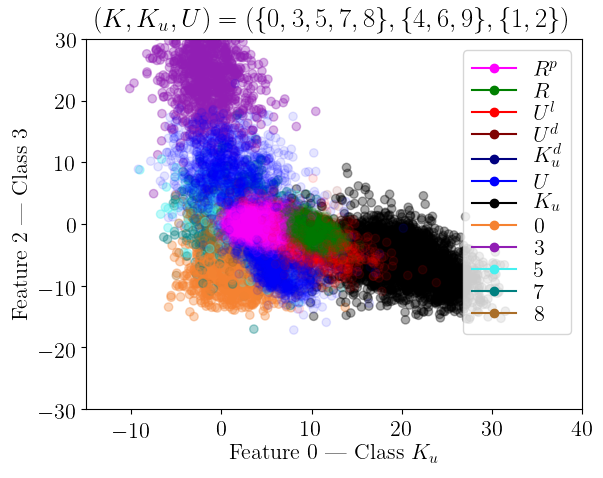 (K, K_u, U) = ({0, 3, 5, 7, 8}, {4, 6, 9}, {1, 2})
Feature 2 — Class 3
30
20
10
0
−10
−20
−30
R^p
R
U^l
U^d
K_u^d
U
K_u
0
3
5
7
8
−10
0
10
20
30
40
Feature 0 — Class K_u